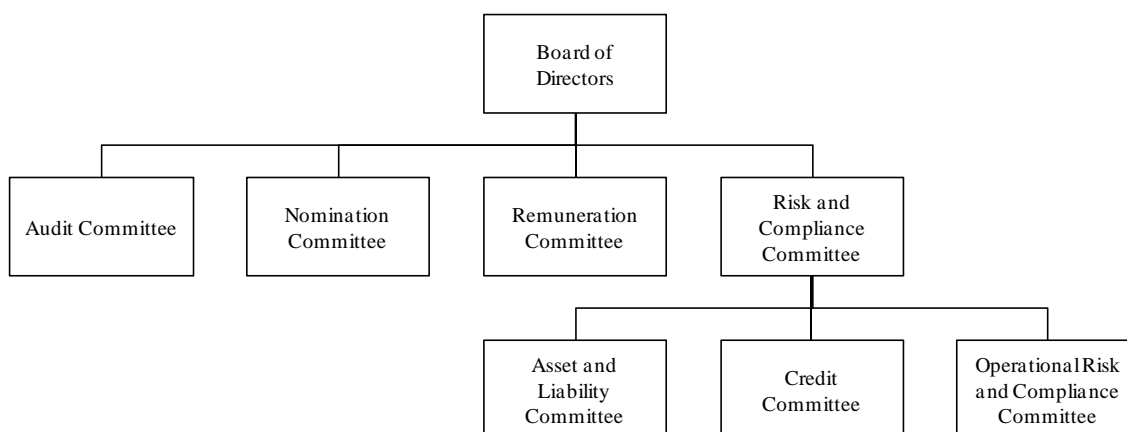 Board of
Directors
Audit Committee
Nomination
Committee
Remuneration
Committee
Risk and
Compliance
Committee
Asset and
Liability
Committee
Credit
Committee
Operational Risk
and Compliance
Committee